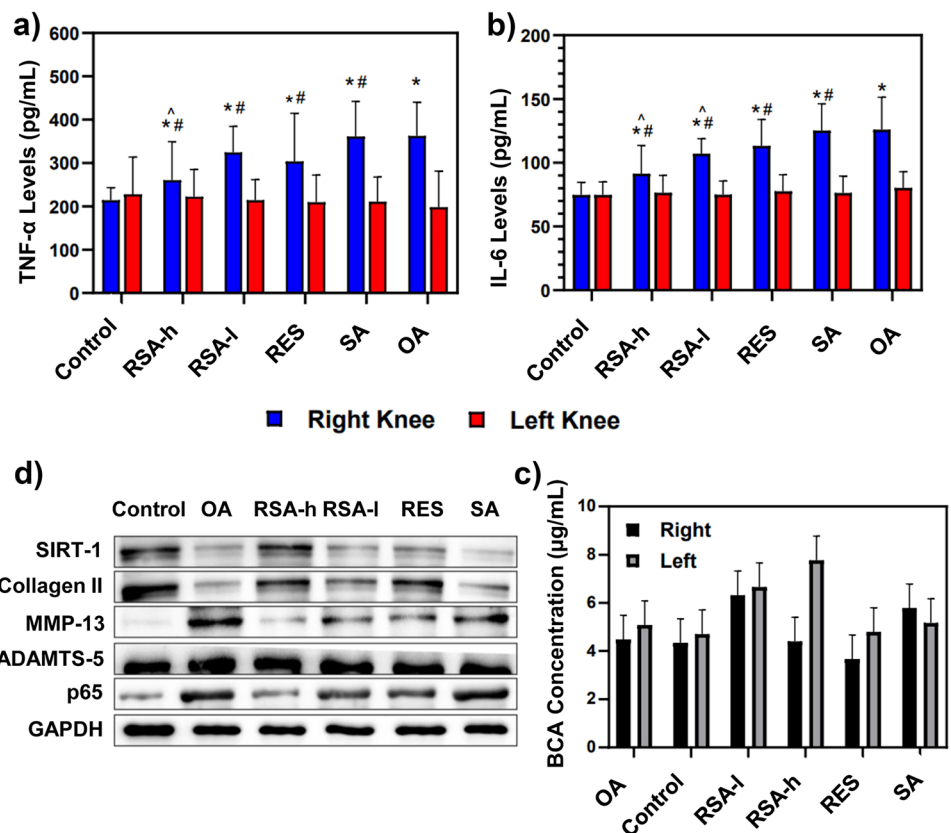 a)
TNF-α Levels (pg/mL)
600
500
400
300
200
100
0
^
*#
*#
*#
*#
*
Control
RSA-h
RSA-l
RES
SA
OA
b)
IL-6 Levels (pg/mL)
200
150
100
50
0
^
*#
^
*#
*#
*#
*
Control
RSA-h
RSA-l
RES
SA
OA
Right Knee Left Knee
d)
Control OA RSA-h RSA-l RES SA
SIRT-1
Collagen II
MMP-13
ADAMTS-5
p65
GAPDH
c)
BCA Concentration (μg/mL)
10
8
6
4
2
0
Right
Left
OA
Control
RSA-l
RSA-h
RES
SA